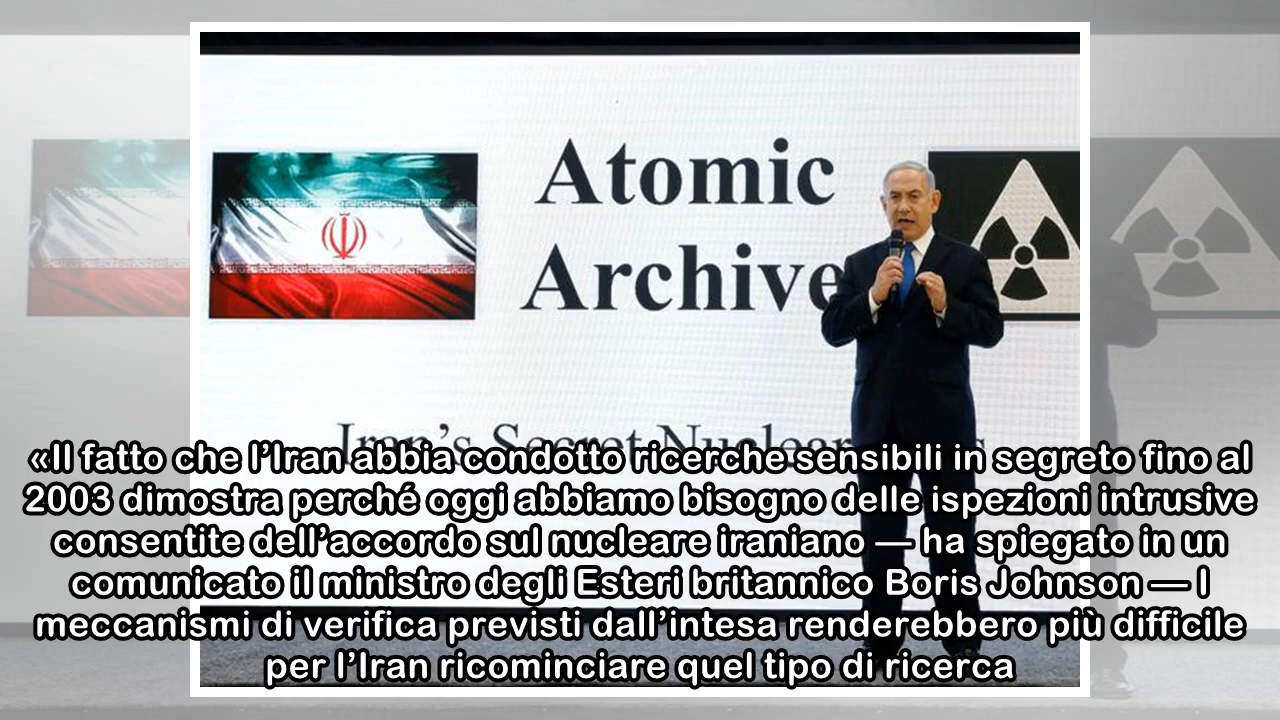 Atomic
Archive
Iran's Secret Nuclear
«Il fatto che l’Iran abbia condotto ricerche sensibili in segreto fino al
2003 dimostra perché oggi abbiamo bisogno delle ispezioni intrusive
consentite dell’accordo sul nucleare iraniano — ha spiegato in un
comunicato il ministro degli Esteri britannico Boris Johnson — I
meccanismi di verifica previsti dall’intesa renderebbero più difficile
per l’Iran ricominciare quel tipo di ricerca